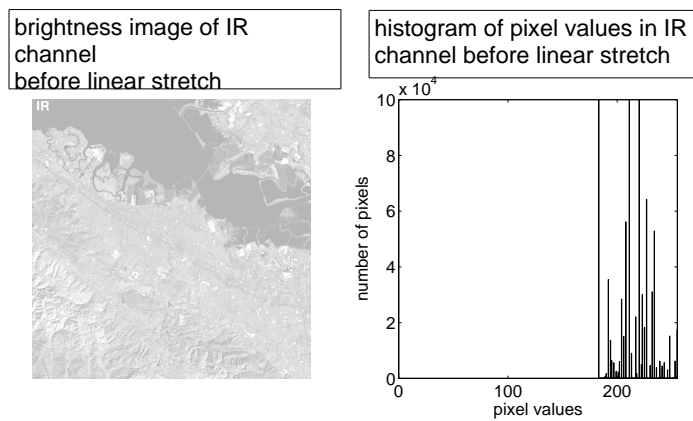 brightness image of IR
channel
before linear stretch
IR
histogram of pixel values in IR
channel before linear stretch
x 10^4
10
8
6
4
2
0
0
100
200
number of pixels
pixel values